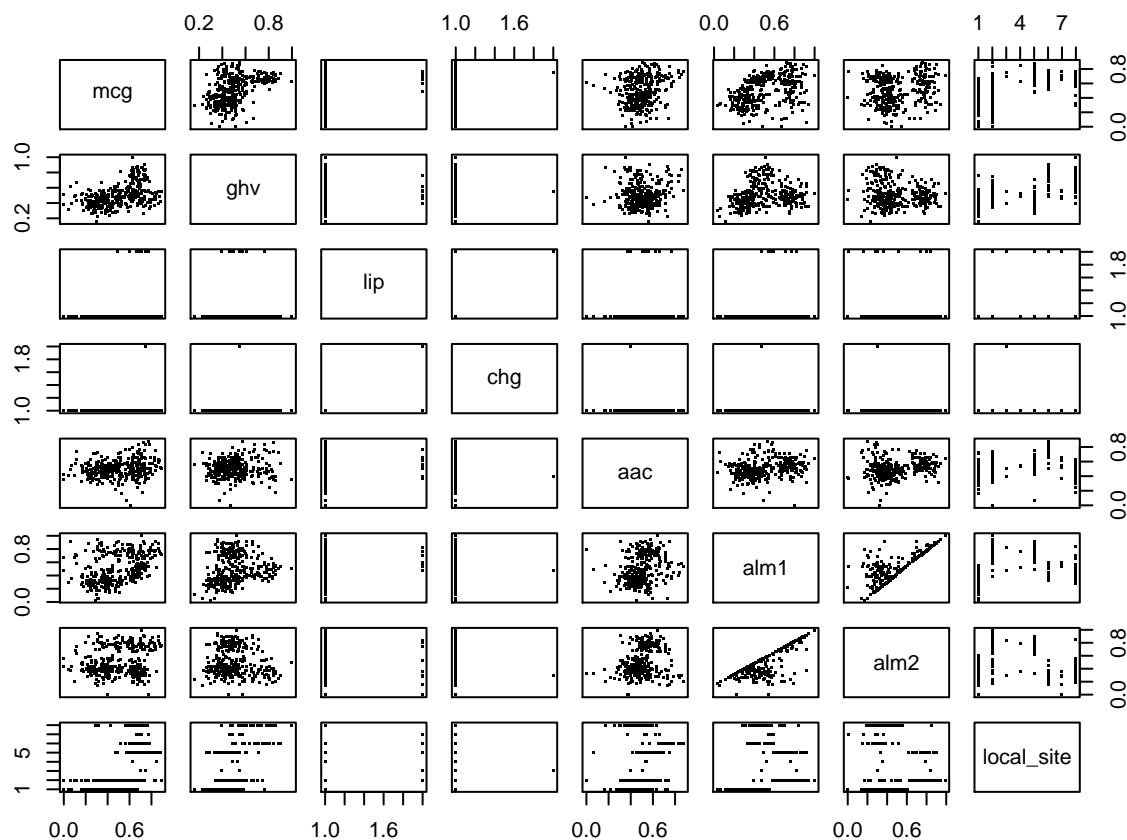 0.2 0.8 1.0 1.6 0.0 0.6 1 4 7
mcg 0.0 0.8
0.2 1.0 ghv
lip 1.0 1.8
1.0 1.8 chg
aac 0.0 0.8
0.0 0.8 alm1
alm2 0.0 0.8
1 5 local_site
0.0 0.6 1.0 1.6 0.0 0.6 0.0 0.6